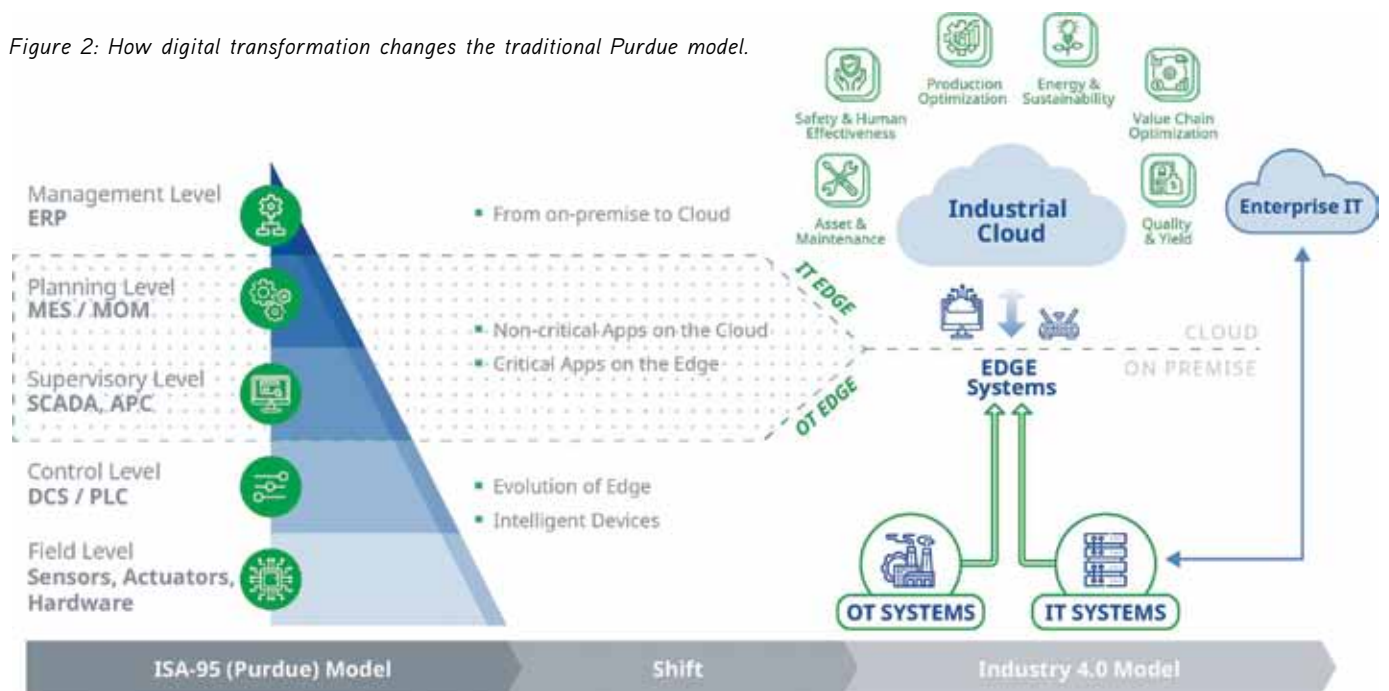 Figure 2: How digital transformation changes the traditional Purdue model.
Management Level
ERP
Planning Level
MES / MOM
Supervisory Level
SCADA, APC
Control Level
DCS / PLC
Field Level
Sensors, Actuators,
Hardware
From on-premise to Cloud
Non-critical Apps on the Cloud
Critical Apps on the Edge
Evolution of Edge
Intelligent Devices
IT EDGE
OT EDGE
Safety & Human
Effectiveness
Production
Optimization
Energy &
Sustainability
Value Chain
Optimization
Asset &
Maintenance
Industrial
Cloud
Quality
& Yield
Enterprise IT
CLOUD
ON PREMISE
EDGE
Systems
OT SYSTEMS
IT SYSTEMS
ISA-95 (Purdue) Model
Shift
Industry 4.0 Model